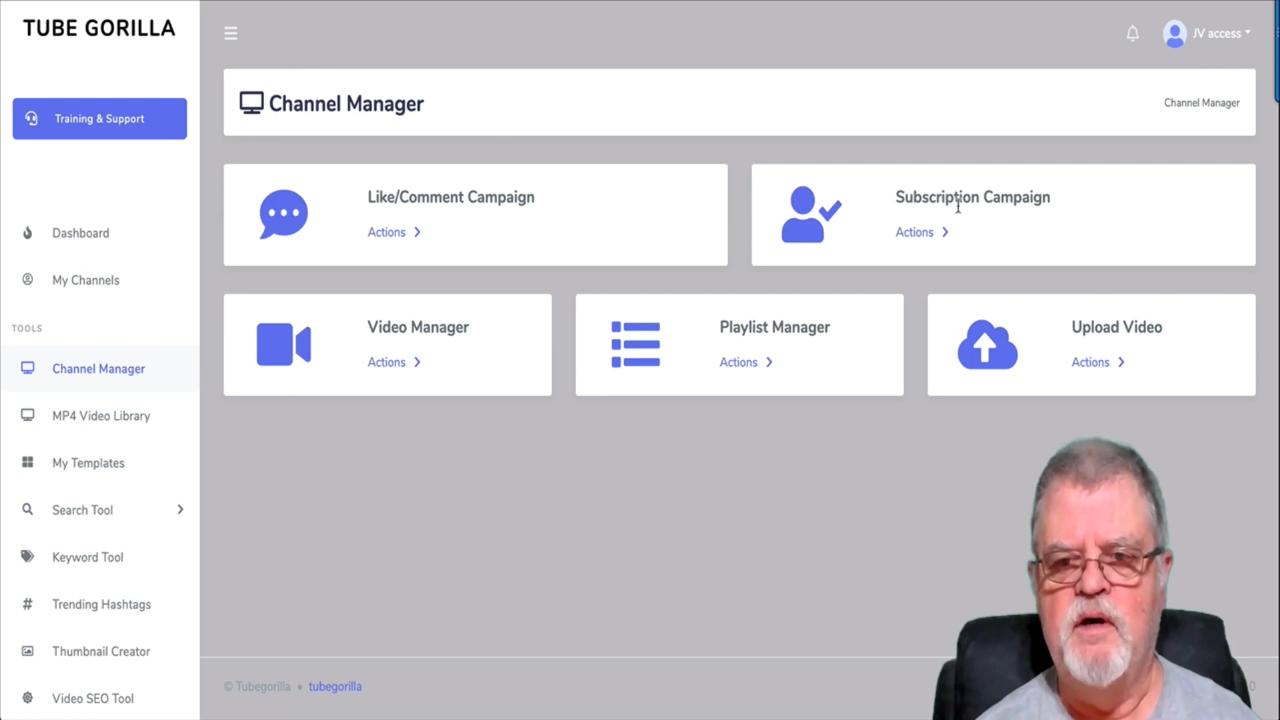 TUBE GORILLA
JV access
Training & Support
Channel Manager
Channel Manager
Like/Comment Campaign
Actions
Subscription Campaign
Actions
Dashboard
My Channels
TOOLS
Video Manager
Actions
Playlist Manager
Actions
Upload Video
Actions
Channel Manager
MP4 Video Library
My Templates
Search Tool
Keyword Tool
# Trending Hashtags
Thumbnail Creator
Video SEO Tool
© Tubegorilla • tubegorilla